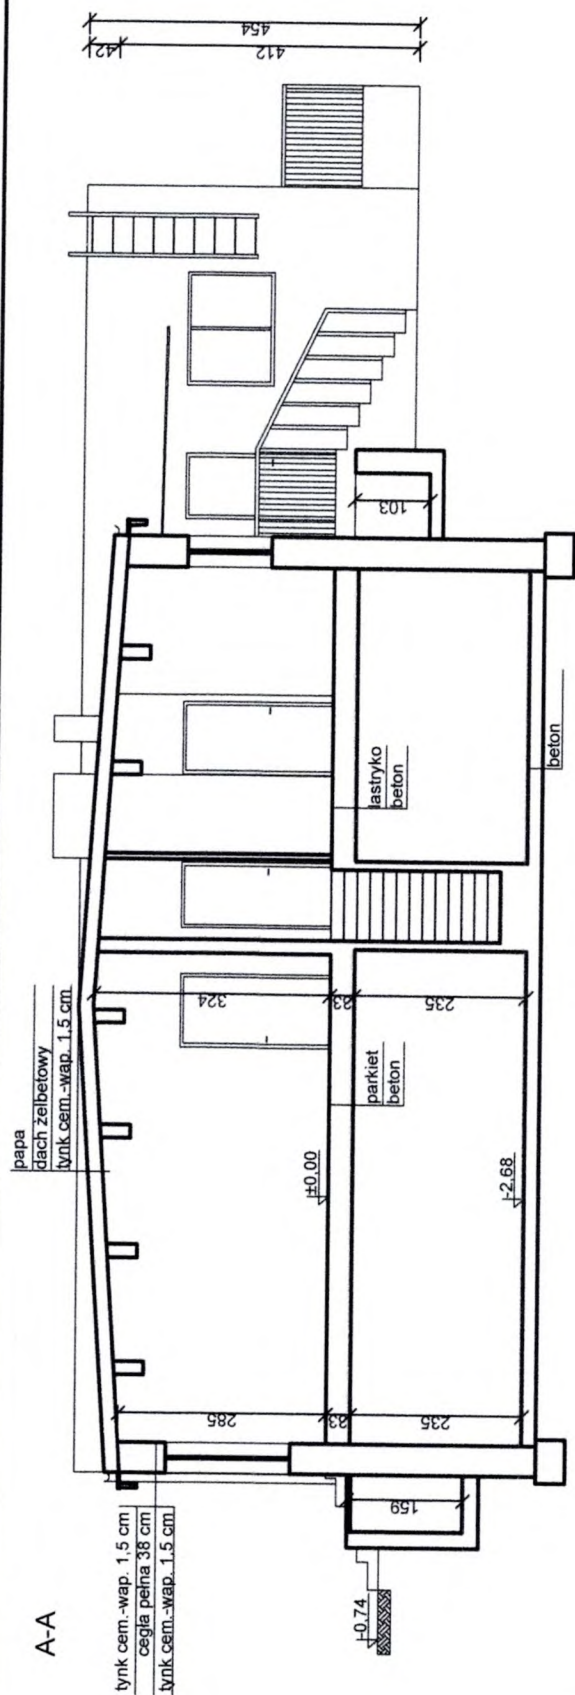 454
42
412
103
papa
dach żelbetowy
tynk cem.-wap. 1,5 cm
lastryko
beton
beton
324
33
235
parkiet
beton
±0,00
-2,68
285
33
235
159
-0,74
tynk cem.-wap. 1,5 cm
cegła pełna 38 cm
tynk cem.-wap. 1,5 cm
A-A